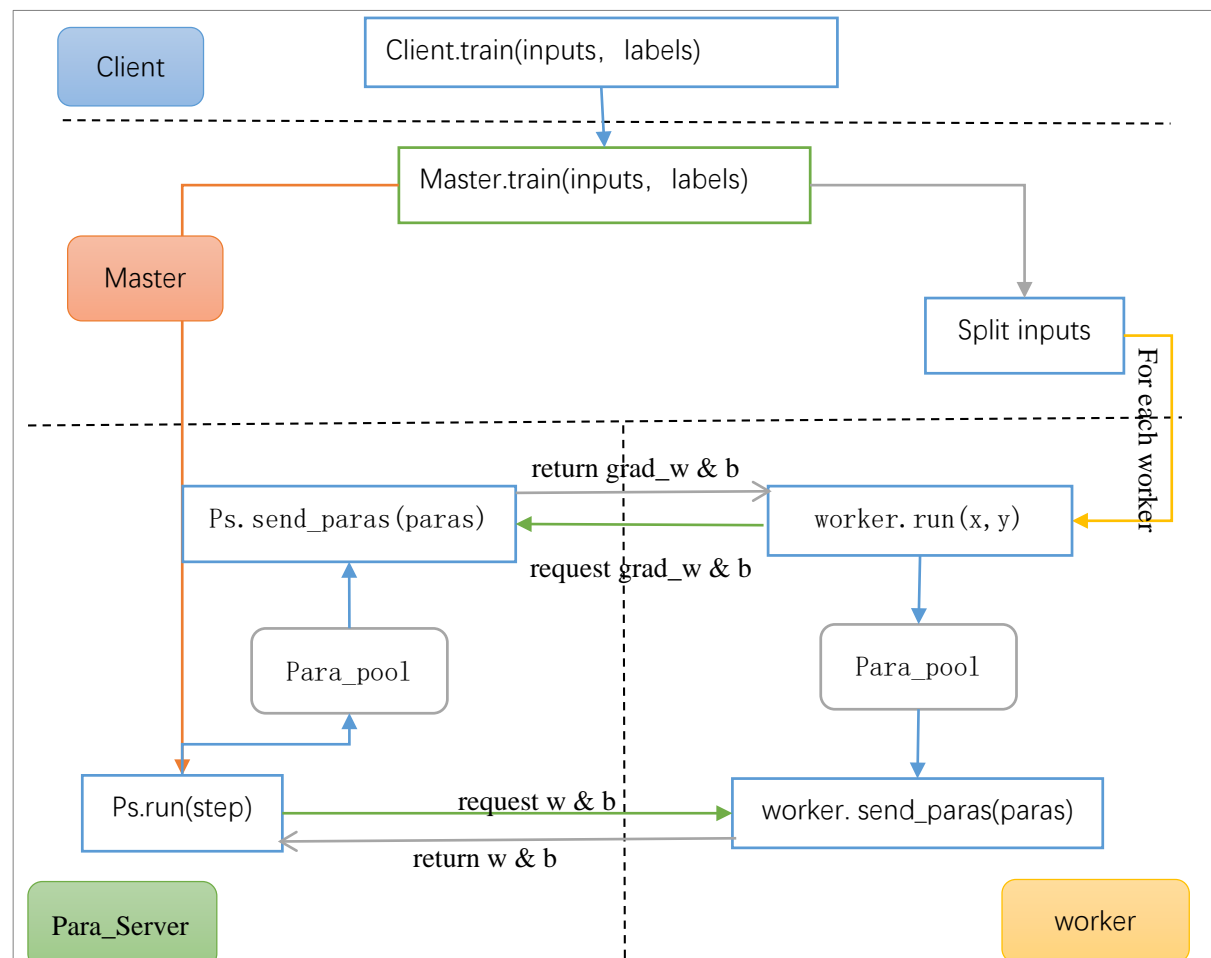 Client
Client.train(inputs, labels)
Master.train(inputs, labels)
Master
Split inputs
For each worker
return grad_w & b
Ps.send_paras(paras)
worker.run(x,y)
request grad_w & b
Para_pool
Para_pool
Ps.run(step)
request w & b
worker. send_paras(paras)
return w & b
Para_Server
worker